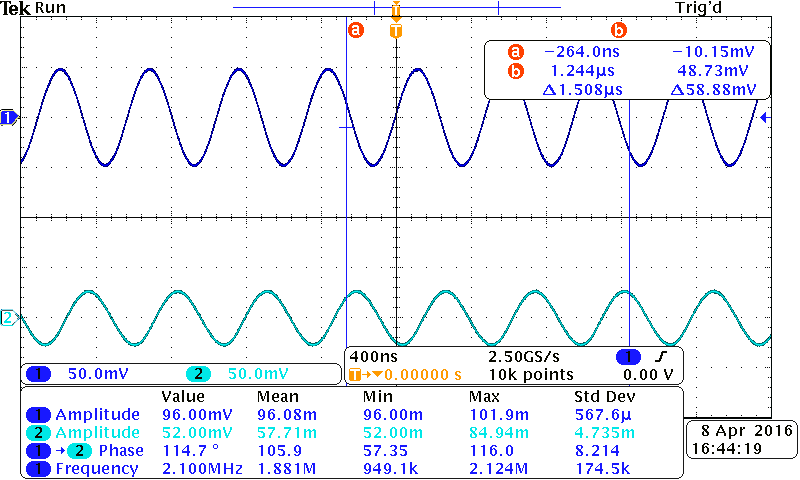 Tek Run Trig'd
T
a b
T
a −264.0ns −10.15mV
b 1.244µs 48.73mV
Δ1.508µs Δ58.88mV
1
2
400ns 2.50GS/s 1
T→▼0.00000 s 10k points 0.00 V
1 50.0mV 2 50.0mV
Value Mean Min Max Std Dev
1 Amplitude 96.00mV 96.08m 96.00m 101.9m 567.6µ
2 Amplitude 52.00mV 57.71m 52.00m 84.94m 4.735m
1 → 2 Phase 114.7 ° 105.9 57.35 116.0 8.214
1 Frequency 2.100MHz 1.881M 949.1k 2.124M 174.5k
8 Apr 2016
16:44:19